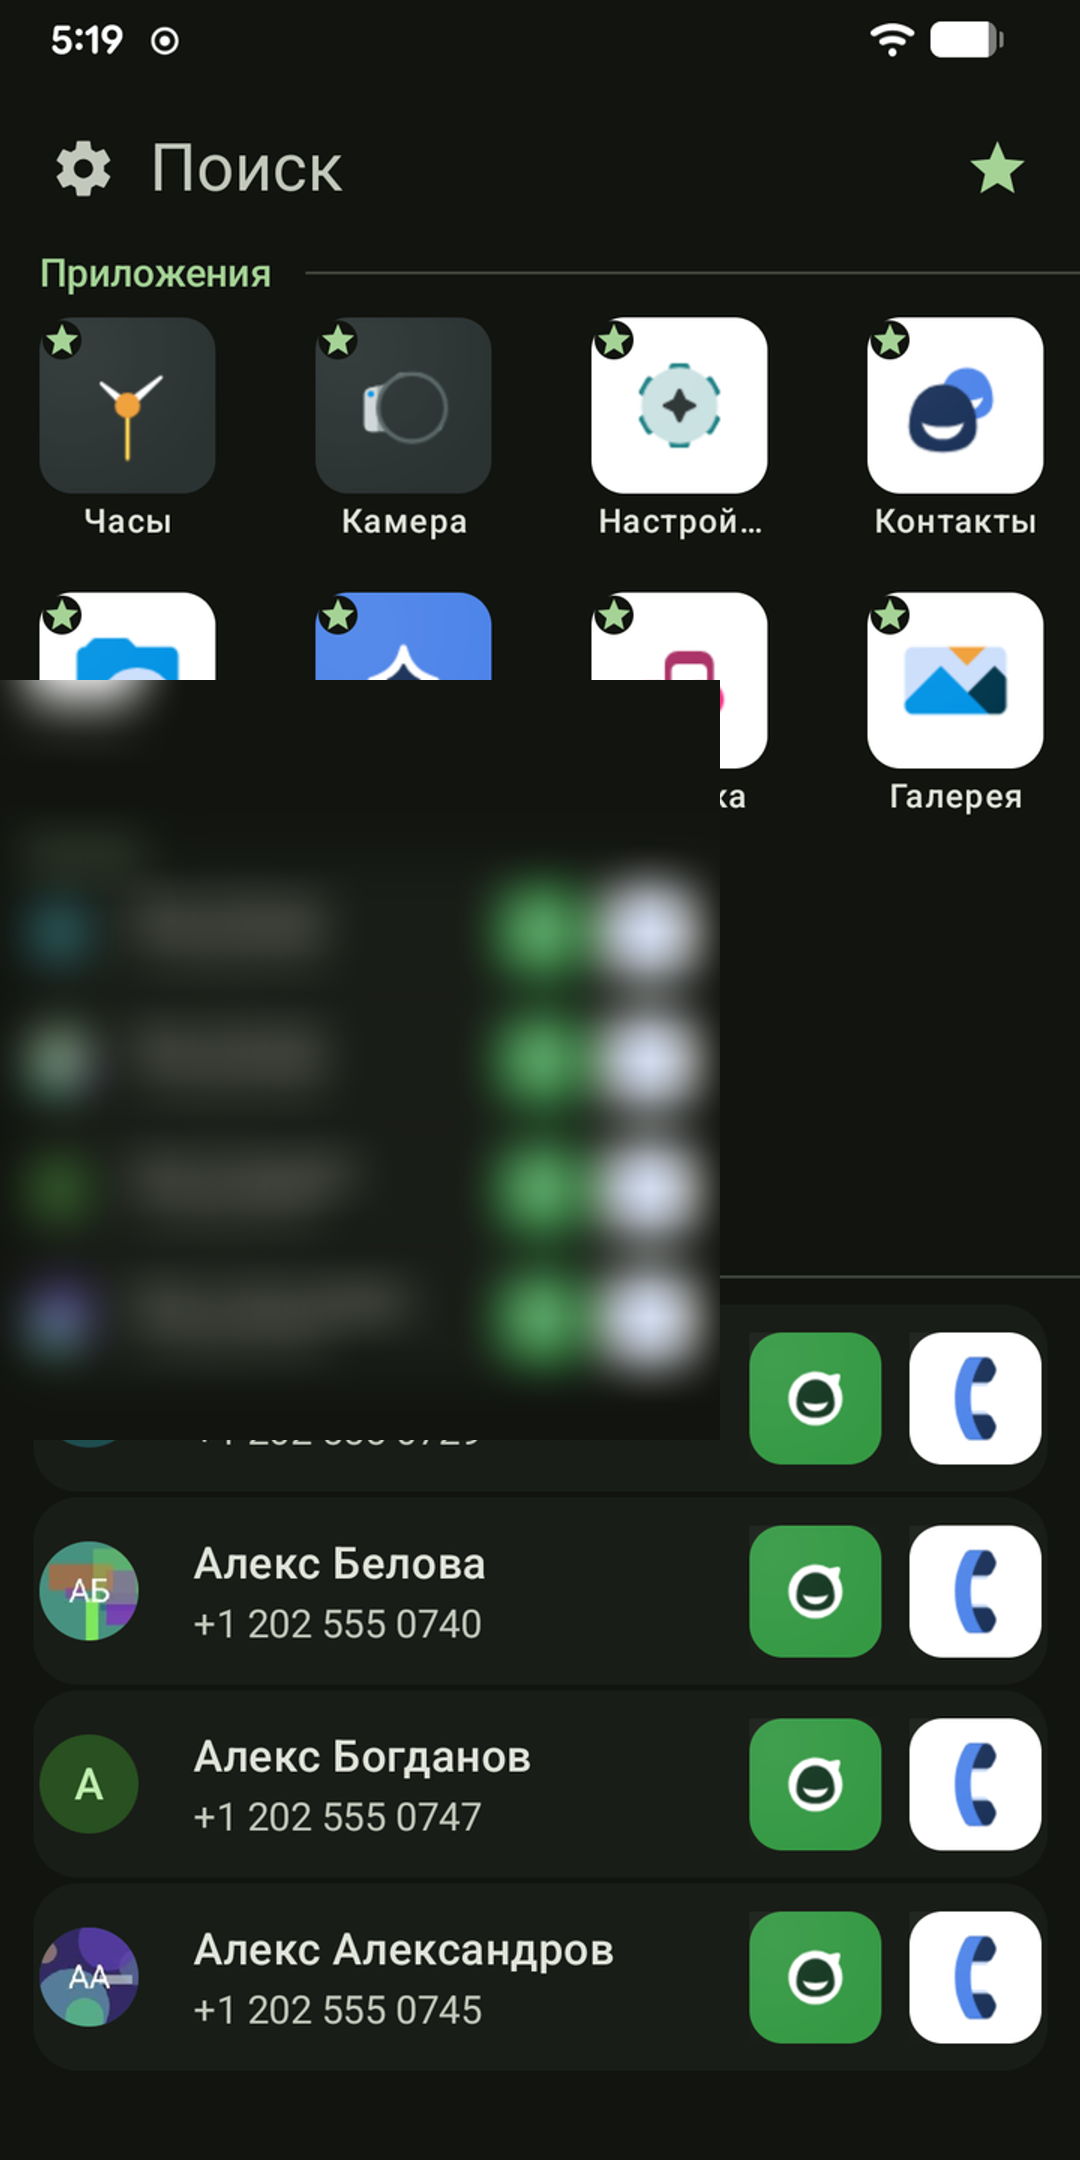 5:19
Поиск
Приложения
Часы
Камера
Настрой...
Контакты
Галерея
АБ
Алекс Белова
+1 202 555 0740
А
Алекс Богданов
+1 202 555 0747
АА
Алекс Александров
+1 202 555 0745